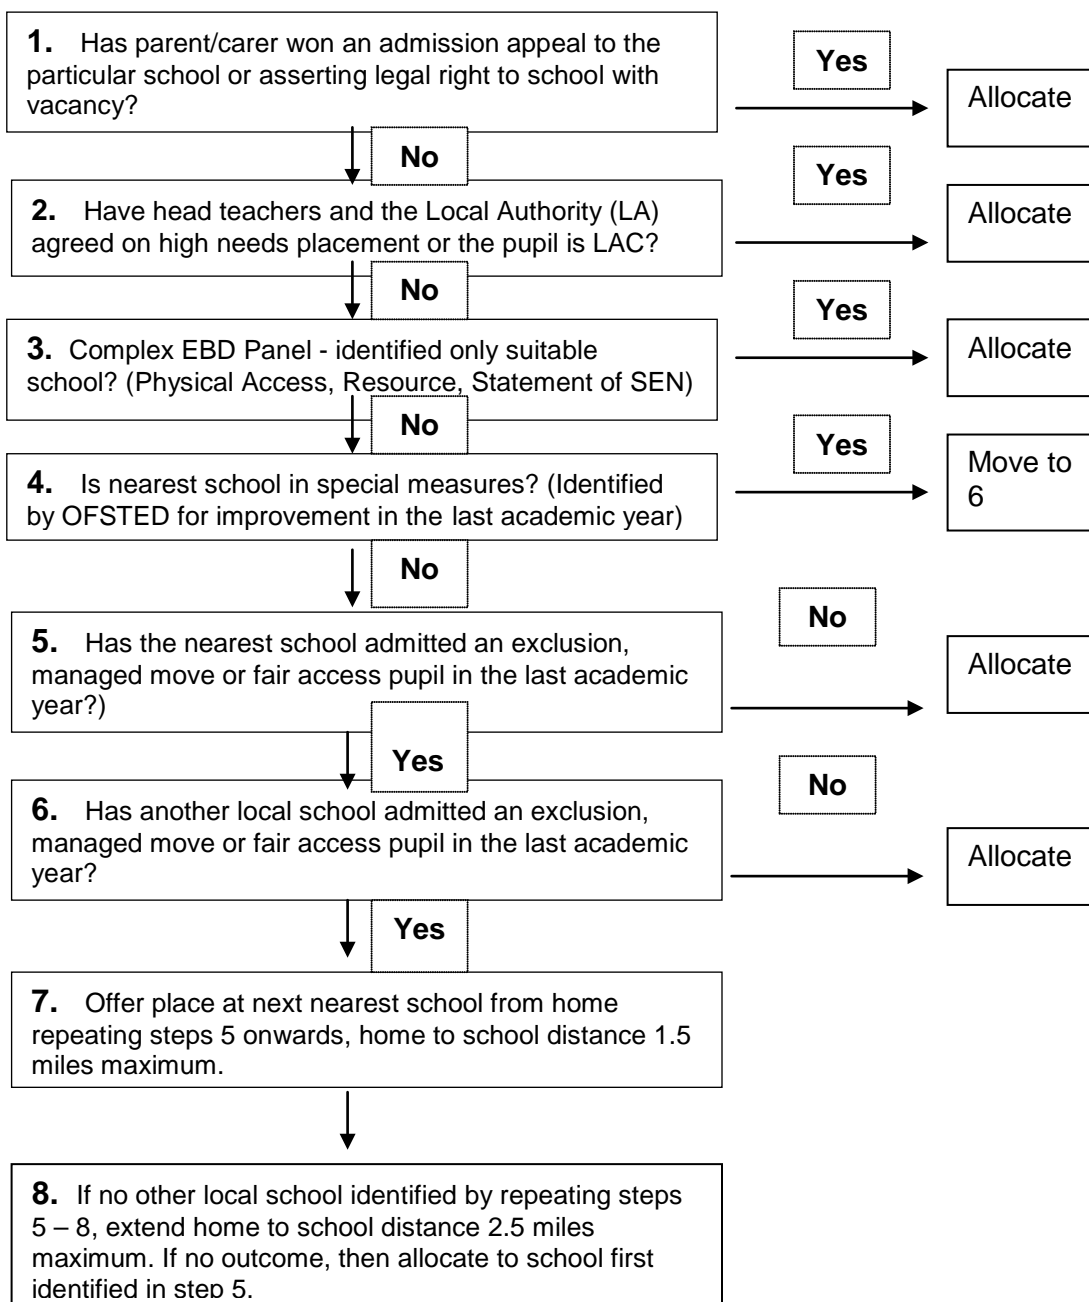 1. Has parent/carer won an admission appeal to the
particular school or asserting legal right to school with
vacancy?
Yes
Allocate
No
2. Have head teachers and the Local Authority (LA)
agreed on high needs placement or the pupil is LAC?
Yes
Allocate
No
3. Complex EBD Panel - identified only suitable
school? (Physical Access, Resource, Statement of SEN)
Yes
Allocate
No
4. Is nearest school in special measures? (Identified
by OFSTED for improvement in the last academic year)
Yes
Move to
6
No
5. Has the nearest school admitted an exclusion,
managed move or fair access pupil in the last academic
year?)
No
Allocate
Yes
6. Has another local school admitted an exclusion,
managed move or fair access pupil in the last academic
year?
No
Allocate
Yes
7. Offer place at next nearest school from home
repeating steps 5 onwards, home to school distance 1.5
miles maximum.
8. If no other local school identified by repeating steps
5 – 8, extend home to school distance 2.5 miles
maximum. If no outcome, then allocate to school first
identified in step 5.